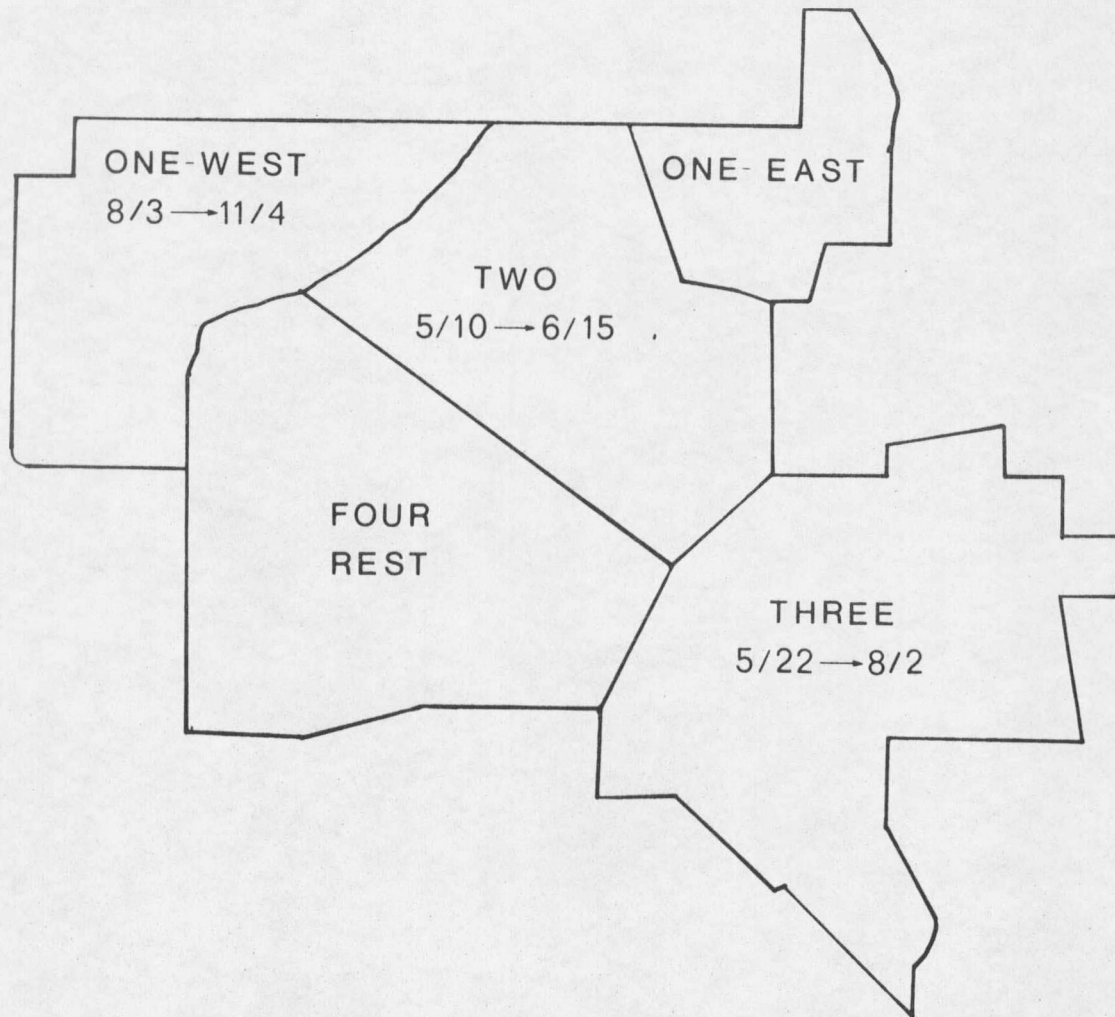 ONE-WEST
8/3→11/4
ONE-EAST
TWO
5/10→6/15
FOUR
REST
THREE
5/22→8/2